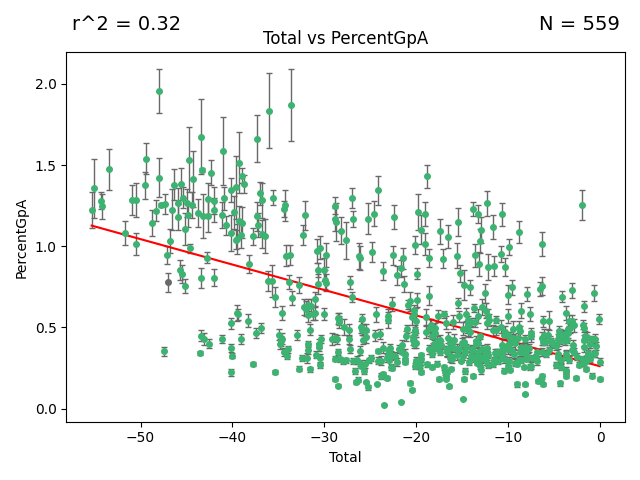 r^2 = 0.32
N = 559
Total vs PercentGpA
PercentGpA
2.0
1.5
1.0
0.5
0.0
−50
−40
−30
−20
−10
0
Total